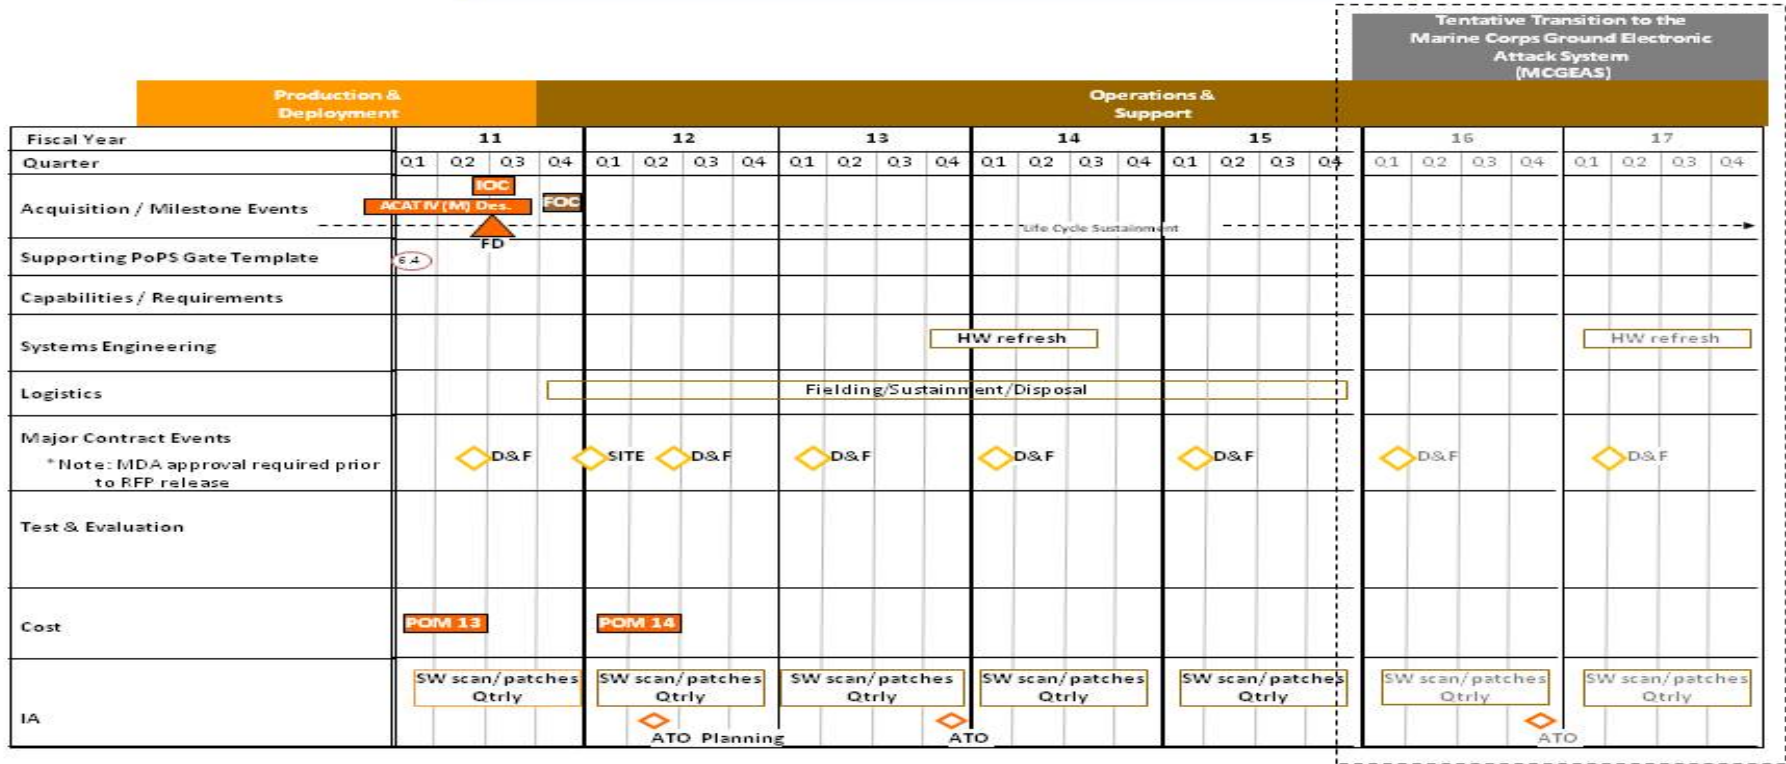 Tentative Transition to the
Marine Corps Ground Electronic
Attack System
(MCGEAS)
Production &
Deployment
Operations &
Support
Fiscal Year 11 12 13 14 15 16 17
Quarter Q1 Q2 Q3 Q4 Q1 Q2 Q3 Q4 Q1 Q2 Q3 Q4 Q1 Q2 Q3 Q4 Q1 Q2 Q3 Q4 Q1 Q2 Q3 Q4 Q1 Q2 Q3 Q4
IOC
Acquisition / Milestone Events ACAT IV (M) Des. FOC
Life Cycle Sustainment
FD
Supporting PoPS Gate Template 6.4
Capabilities / Requirements
Systems Engineering HW refresh HW refresh
Logistics Fielding/Sustainment/Disposal
Major Contract Events
*Note: MDA approval required prior
to RFP release
D&F SITE D&F D&F D&F D&F D&F D&F
Test & Evaluation
Cost POM 13 POM 14
SW scan/patches SW scan/patches SW scan/patches SW scan/patches SW scan/patches SW scan/patches SW scan/patches
Qtrly Qtrly Qtrly Qtrly Qtrly Qtrly Qtrly
IA
ATO Planning ATO ATO